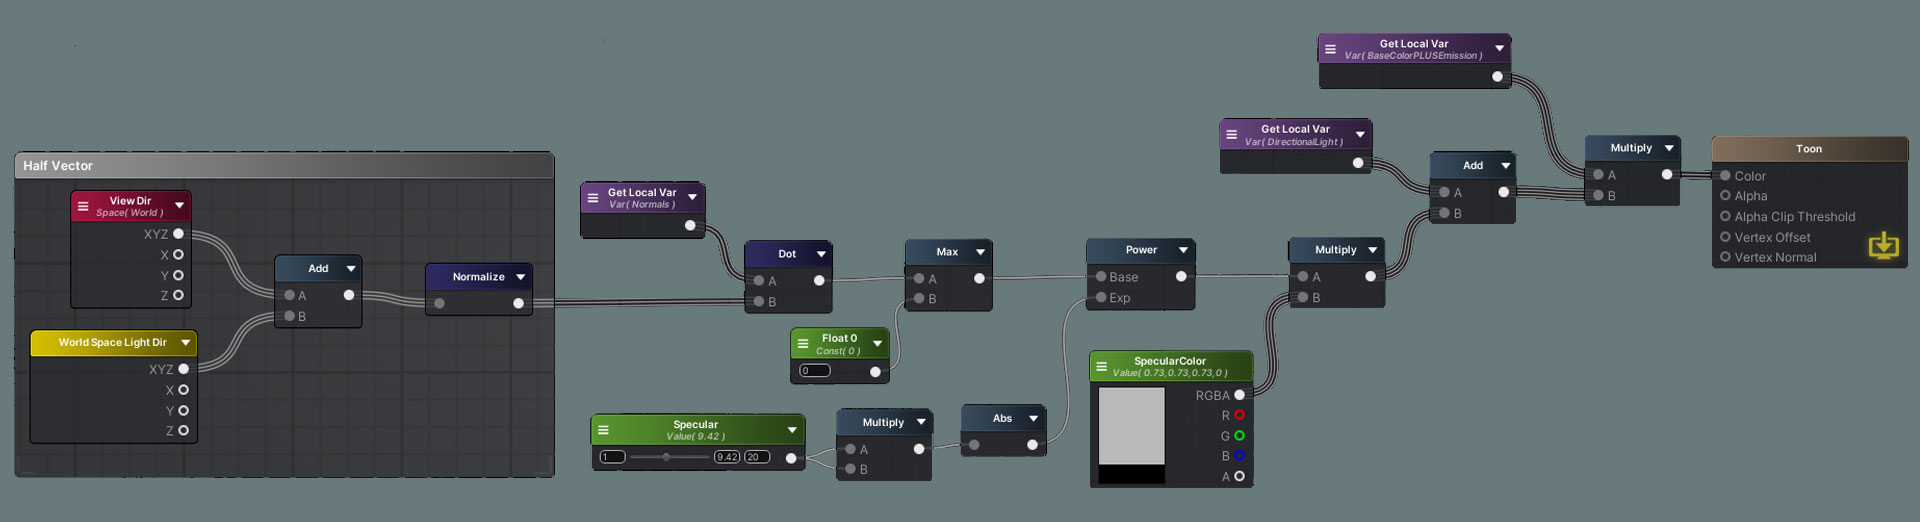 Half Vector
View Dir
Space( World )
XYZ
X
Y
Z
World Space Light Dir
XYZ
X
Y
Z
Add
A
B
Normalize
Get Local Var
Var( Normals )
Dot
A
B
Max
A
B
Float 0
Const( 0 )
0
Specular
Value( 9.42 )
1
9.42
20
Multiply
A
B
Abs
Power
Base
Exp
SpecularColor
Value( 0.73,0.73,0.73,0 )
RGBA
R
G
B
A
Multiply
A
B
Get Local Var
Var( DirectionalLight )
Add
A
B
Get Local Var
Var( BaseColorPLUSEmission )
Multiply
A
B
Toon
Color
Alpha
Alpha Clip Threshold
Vertex Offset
Vertex Normal